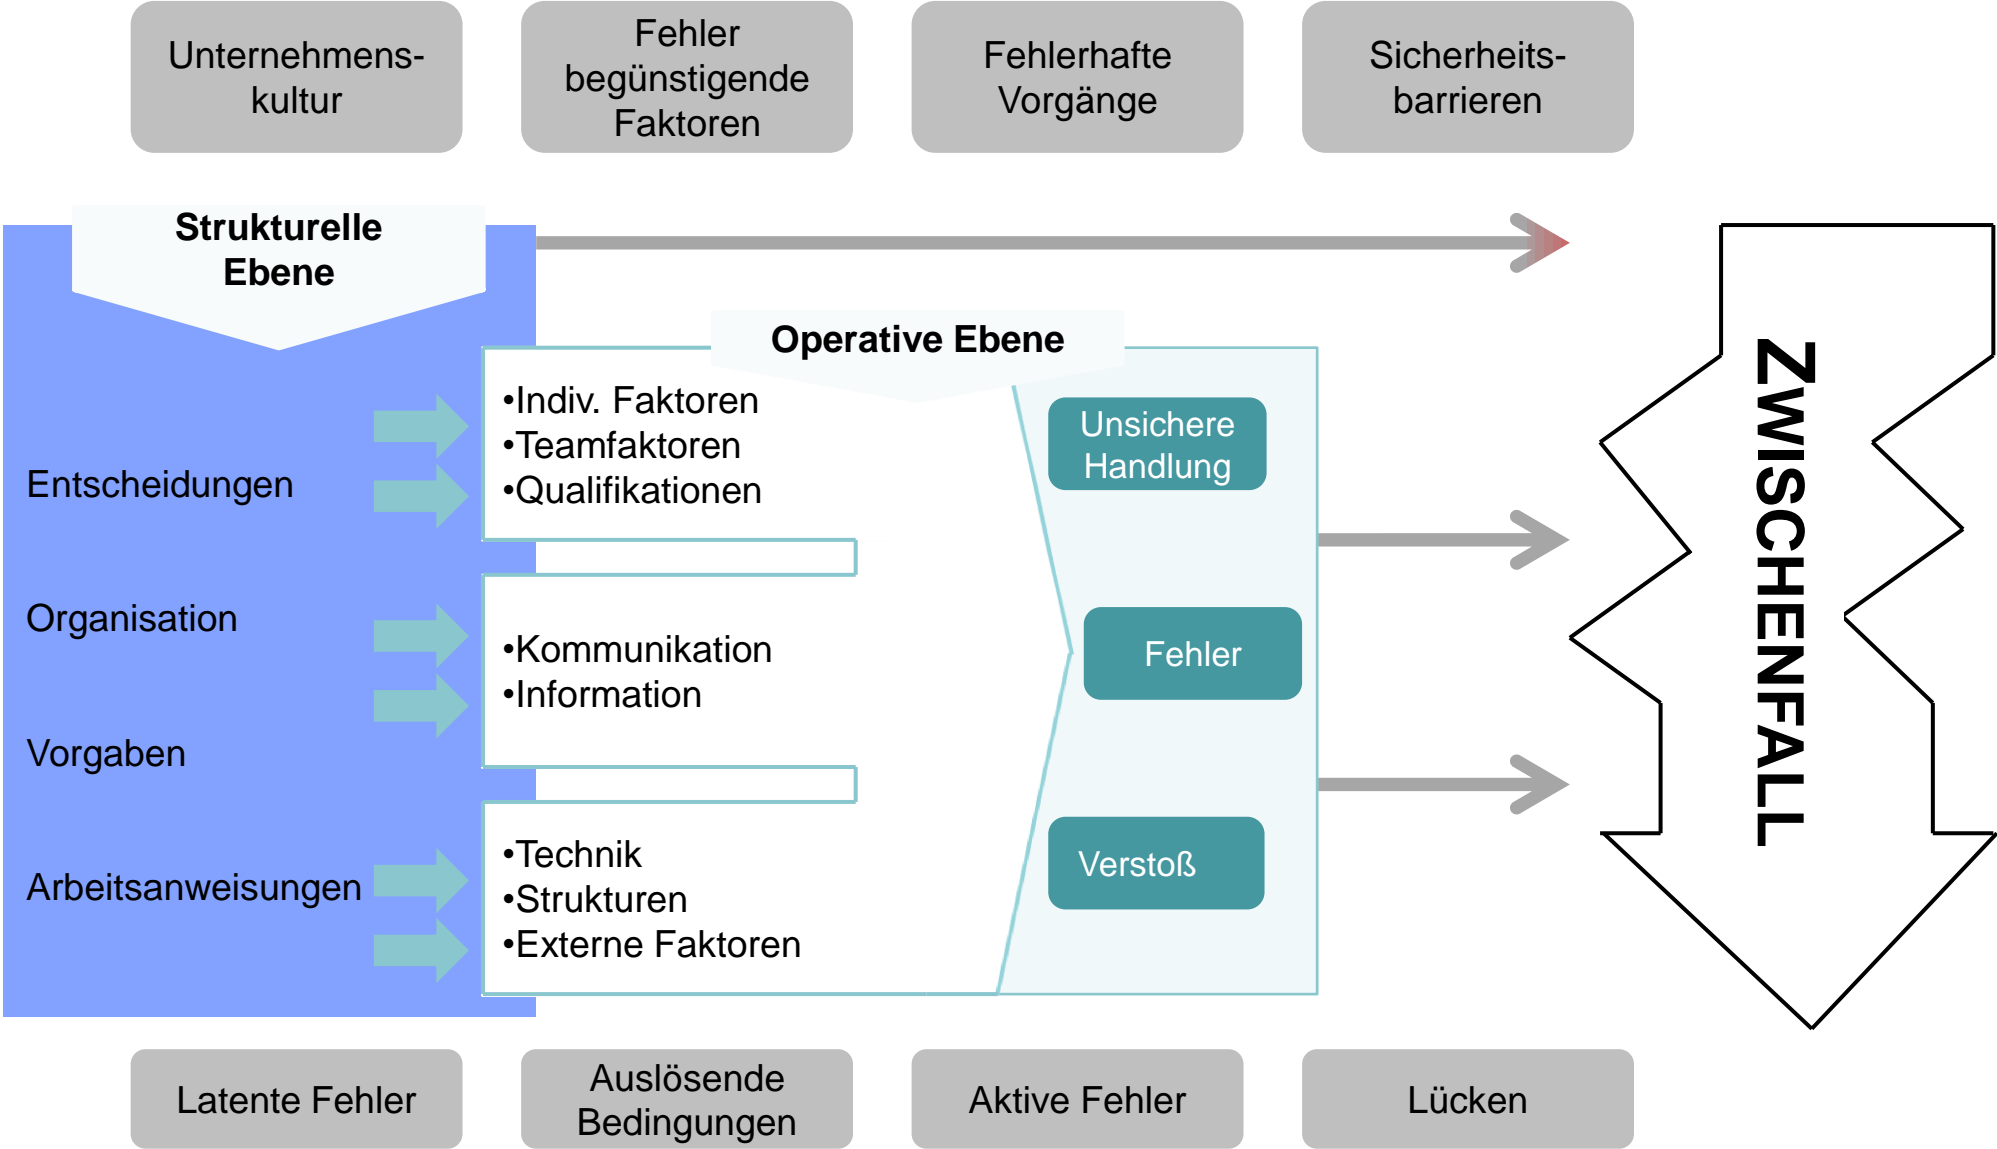 Unternehmens-
kultur
Fehler
begünstigende
Faktoren
Fehlerhafte
Vorgänge
Sicherheits-
barrieren
Strukturelle
Ebene
Operative Ebene
Entscheidungen
Organisation
Vorgaben
Arbeitsanweisungen
•Indiv. Faktoren
•Teamfaktoren
•Qualifikationen
•Kommunikation
•Information
•Technik
•Strukturen
•Externe Faktoren
Unsichere
Handlung
Fehler
Verstoß
ZWISCHENFALL
Latente Fehler
Auslösende
Bedingungen
Aktive Fehler
Lücken